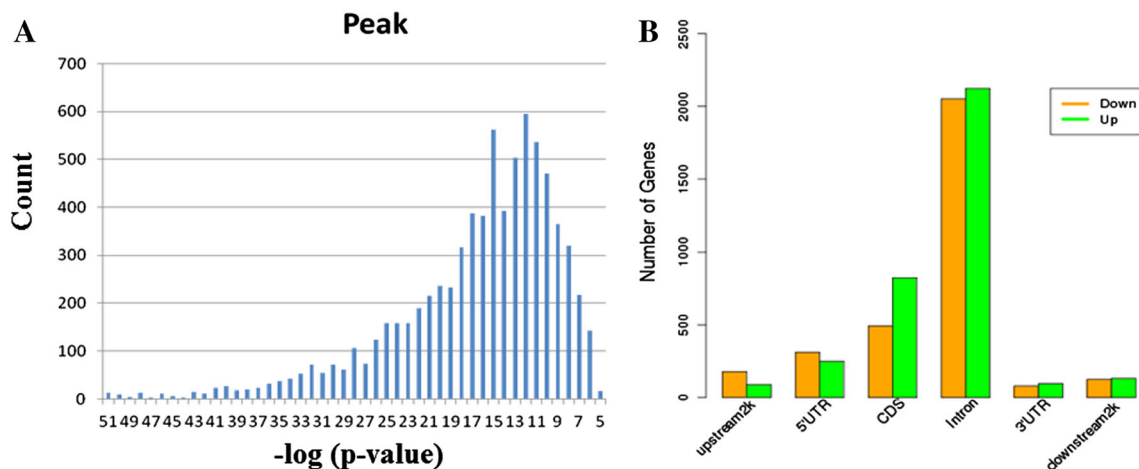 A
Peak
Count
700
600
500
400
300
200
100
0
51 49 47 45 43 41 39 37 35 33 31 29 27 25 23 21 19 17 15 13 11 9 7 5
-log (p-value)
B
Number of Genes
2500
2000
1500
1000
500
0
Down
Up
upstream2k
5'UTR
CDS
Intron
3'UTR
downstream2k